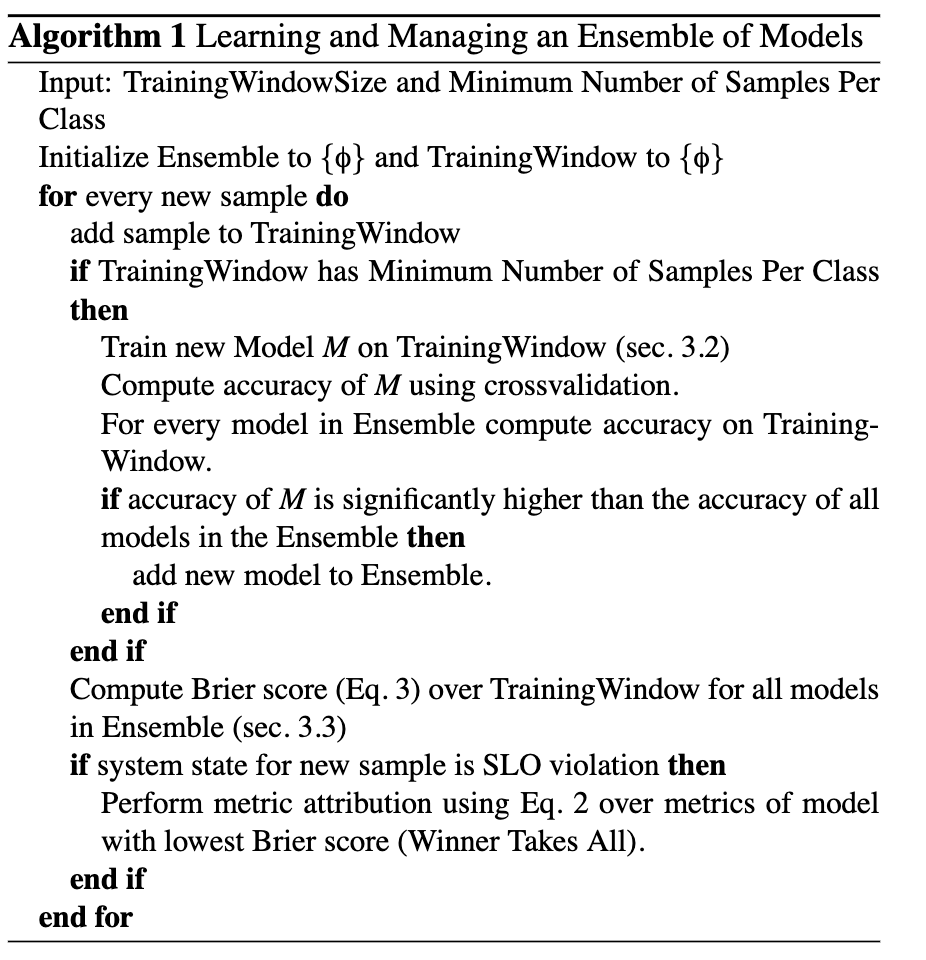 Algorithm 1 Learning and Managing an Ensemble of Models
Input: TrainingWindowSize and Minimum Number of Samples Per
Class
Initialize Ensemble to {ϕ} and TrainingWindow to {ϕ}
for every new sample do
add sample to TrainingWindow
if TrainingWindow has Minimum Number of Samples Per Class
then
Train new Model M on TrainingWindow (sec. 3.2)
Compute accuracy of M using crossvalidation.
For every model in Ensemble compute accuracy on Training-
Window.
if accuracy of M is significantly higher than the accuracy of all
models in the Ensemble then
add new model to Ensemble.
end if
end if
Compute Brier score (Eq. 3) over TrainingWindow for all models
in Ensemble (sec. 3.3)
if system state for new sample is SLO violation then
Perform metric attribution using Eq. 2 over metrics of model
with lowest Brier score (Winner Takes All).
end if
end for